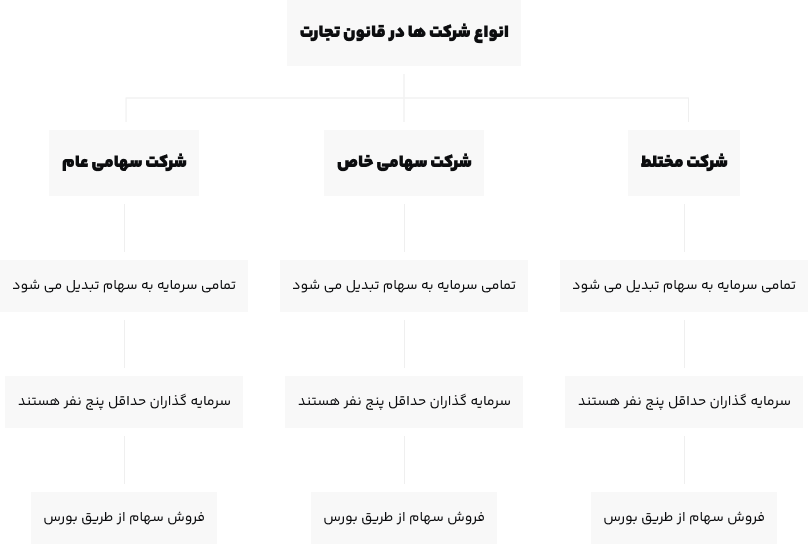 انواع شرکت ها در قانون تجارت
شرکت مختلط
شرکت سهامی خاص
شرکت سهامی عام
تمامی سرمایه به سهام تبدیل می شود
تمامی سرمایه به سهام تبدیل می شود
تمامی سرمایه به سهام تبدیل می شود
سرمایه گذاران حداقل پنج نفر هستند
سرمایه گذاران حداقل پنج نفر هستند
سرمایه گذاران حداقل پنج نفر هستند
فروش سهام از طریق بورس
فروش سهام از طریق بورس
فروش سهام از طریق بورس